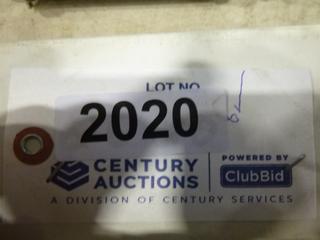 LOT NO.
2020
CENTURY
AUCTIONS
POWERED BY
ClubBid
A DIVISION OF CENTURY SERVICES